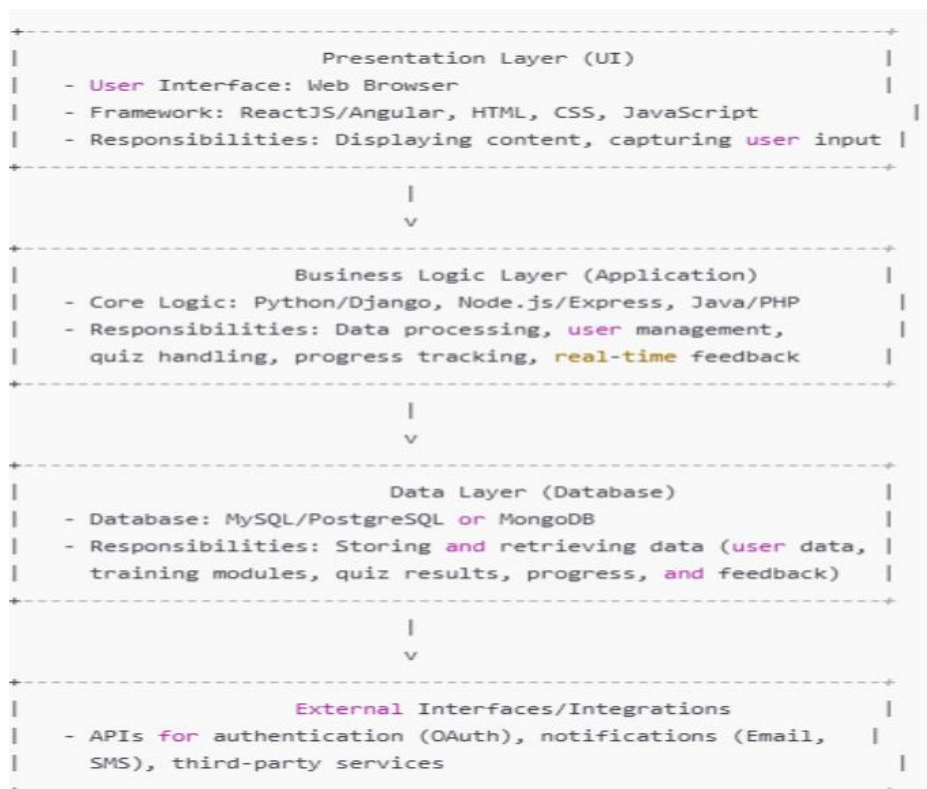 Presentation Layer (UI)
- User Interface: Web Browser
- Framework: ReactJS/Angular, HTML, CSS, JavaScript
- Responsibilities: Displaying content, capturing user input
Business Logic Layer (Application)
- Core Logic: Python/Django, Node.js/Express, Java/PHP
- Responsibilities: Data processing, user management,
quiz handling, progress tracking, real-time feedback
Data Layer (Database)
- Database: MySQL/PostgreSQL or MongoDB
- Responsibilities: Storing and retrieving data (user data,
training modules, quiz results, progress, and feedback)
External Interfaces/Integrations
- APIs for authentication (OAuth), notifications (Email,
SMS), third-party services